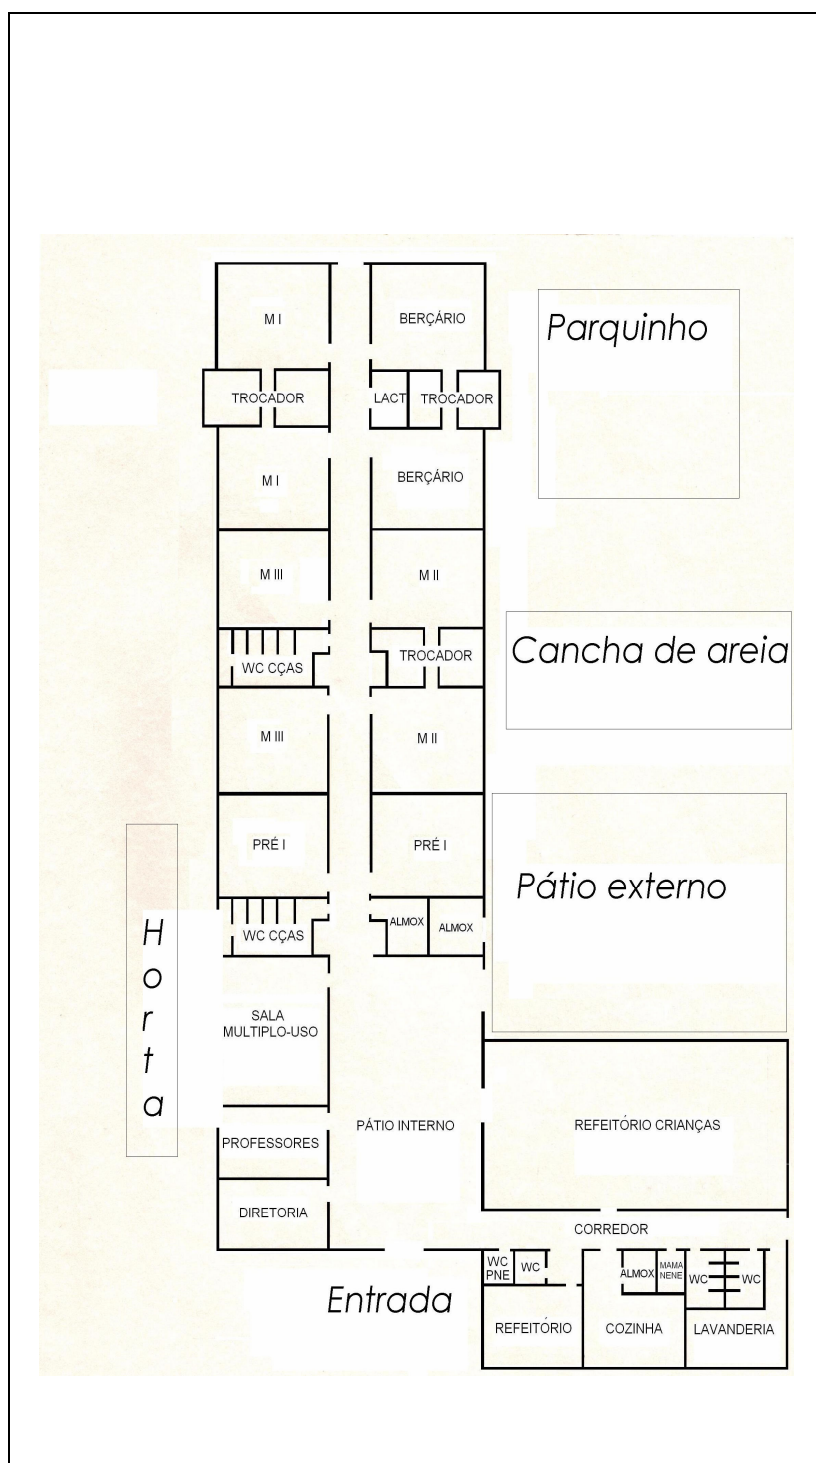 M I
BERÇÁRIO
Parquinho
TROCADOR
LACT
TROCADOR
M I
BERÇÁRIO
M III
M II
Cancha de areia
WC CÇAS
TROCADOR
M III
M II
PRÉ I
PRÉ I
Pátio externo
Horta
WC CÇAS
ALMOX
ALMOX
SALA
MULTIPLO-USO
PÁTIO INTERNO
REFEITÓRIO CRIANÇAS
PROFESSORES
DIRETORIA
CORREDOR
WC
PNE
WC
ALMOX
MAMA
NENE
WC
WC
Entrada
REFEITÓRIO
COZINHA
LAVANDERIA